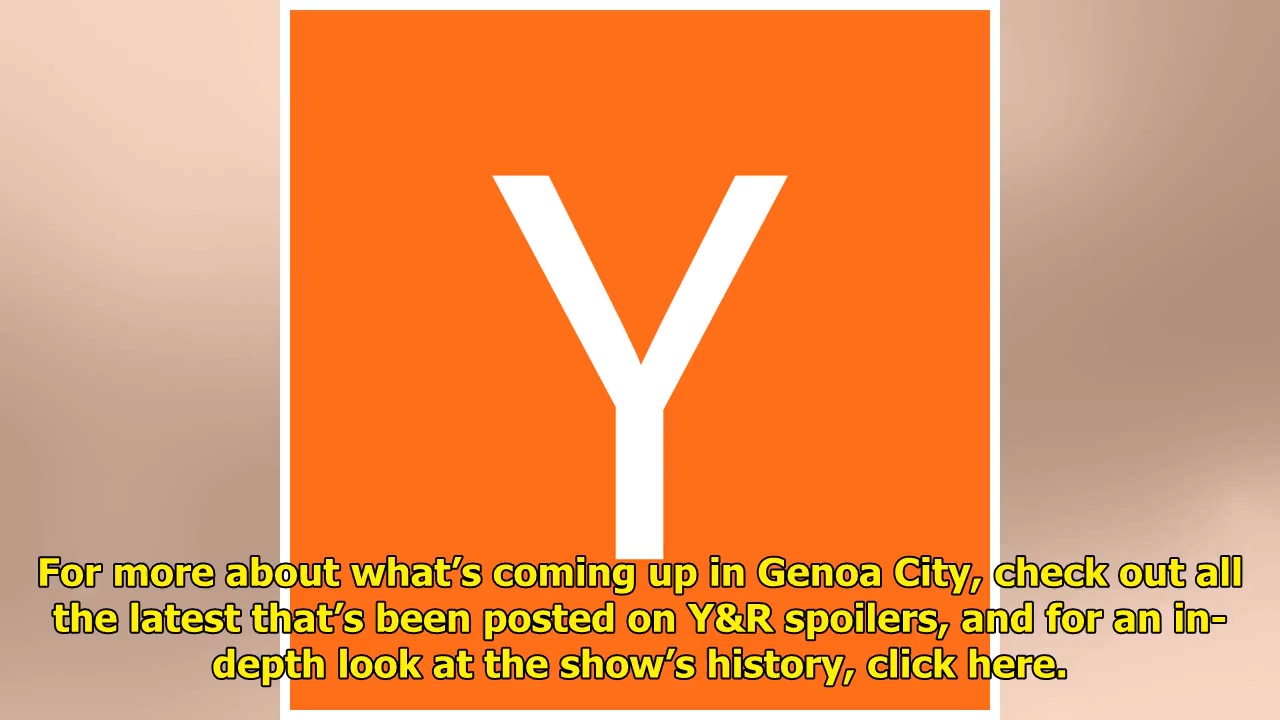 Y
For more about what’s coming up in Genoa City, check out all
the latest that’s been posted on Y&R spoilers, and for an in-
depth look at the show’s history, click here.